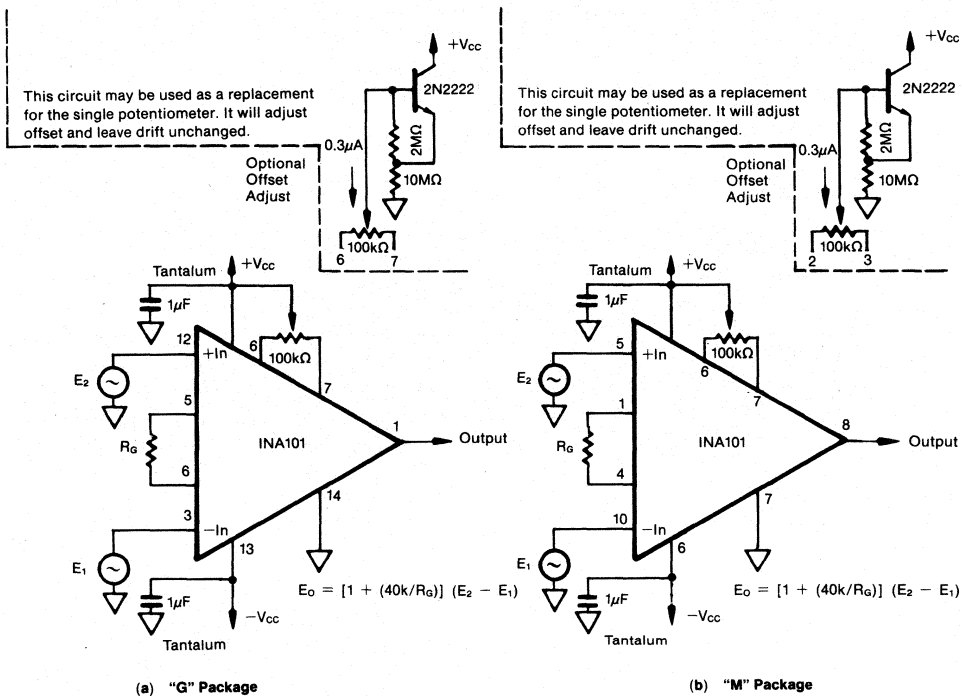 +Vcc
2N2222
This circuit may be used as a replacement
for the single potentiometer. It will adjust
offset and leave drift unchanged.
2MΩ
0.3µA
Optional
Offset
Adjust
10MΩ
100kΩ
6
7
Tantalum
+Vcc
1µF
12
+In
6
100kΩ
7
E₂
5
RG
6
INA101
1
Output
3
−In
14
13
E₁
1µF
−Vcc
Tantalum
Eo = [1 + (40k/RG)] (E₂ − E₁)
(a) "G" Package
+Vcc
2N2222
This circuit may be used as a replacement
for the single potentiometer. It will adjust
offset and leave drift unchanged.
2MΩ
0.3µA
Optional
Offset
Adjust
10MΩ
100kΩ
2
3
Tantalum
+Vcc
1µF
5
+In
6
100kΩ
7
E₂
1
RG
4
INA101
8
Output
10
−In
7
6
E₁
1µF
−Vcc
Tantalum
Eo = [1 + (40k/RG)] (E₂ − E₁)
(b) "M" Package